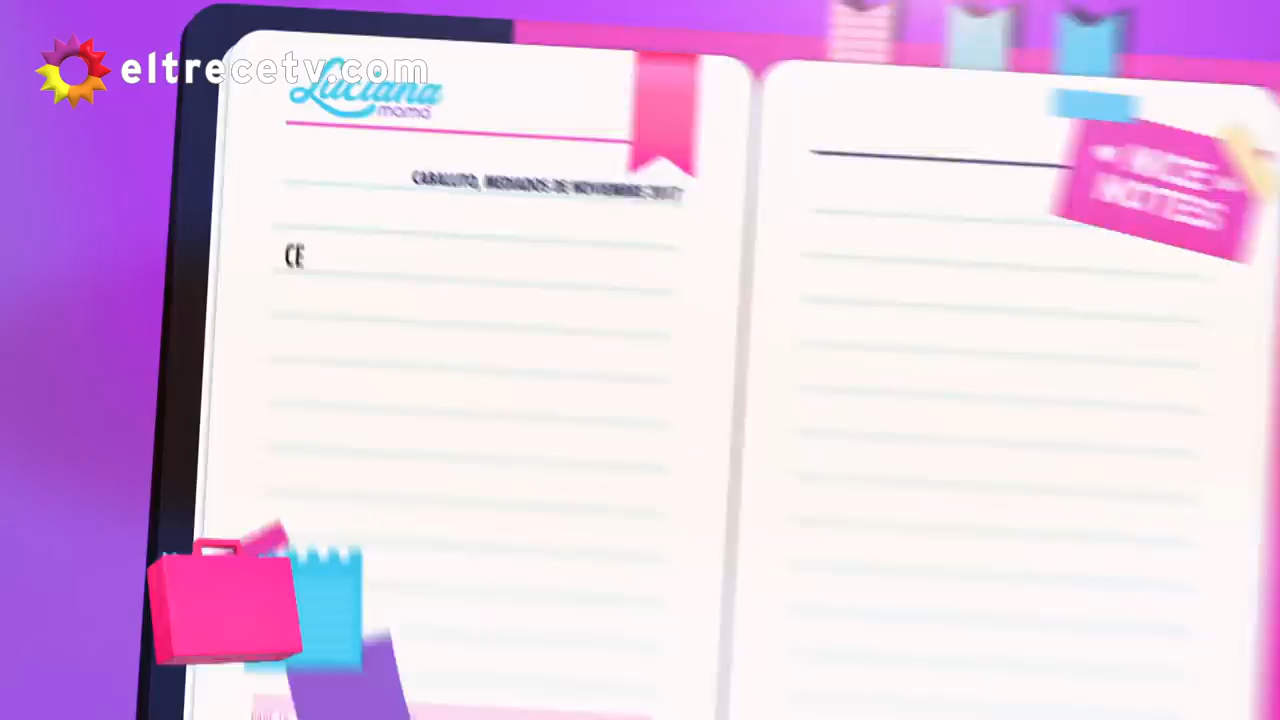 eltrecetv.com
Luciana
mamá
CABALLITO, MEDIADOS DE NOVIEMBRE 2017
CE